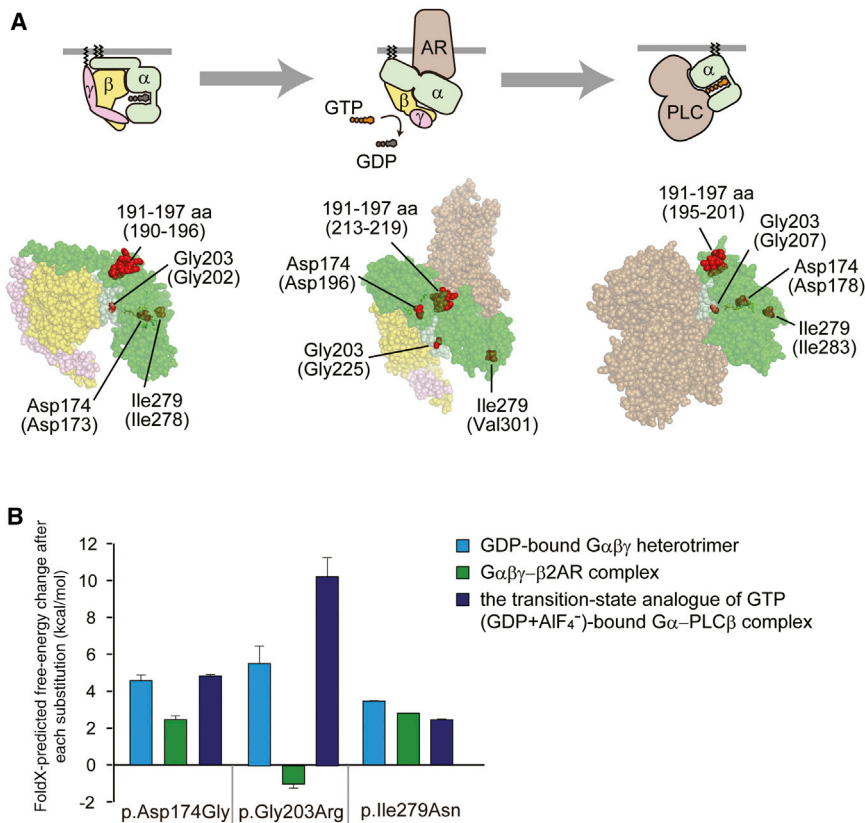 A
γ
β
α
AR
β
α
γ
GTP
GDP
α
PLC
191-197 aa
(190-196)
Gly203
(Gly202)
Asp174
(Asp173)
Ile279
(Ile278)
191-197 aa
(213-219)
Asp174
(Asp196)
Gly203
(Gly225)
Ile279
(Val301)
191-197 aa
(195-201)
Gly203
(Gly207)
Asp174
(Asp178)
Ile279
(Ile283)
B
FoldX-predicted free-energy change after
each substitution (kcal/mol)
12
10
8
6
4
2
0
-2
p.Asp174Gly
p.Gly203Arg
p.Ile279Asn
GDP-bound Gαβγ heterotrimer
Gαβγ–β2AR complex
the transition-state analogue of GTP
(GDP+AlF₄⁻)-bound Gα–PLCβ complex